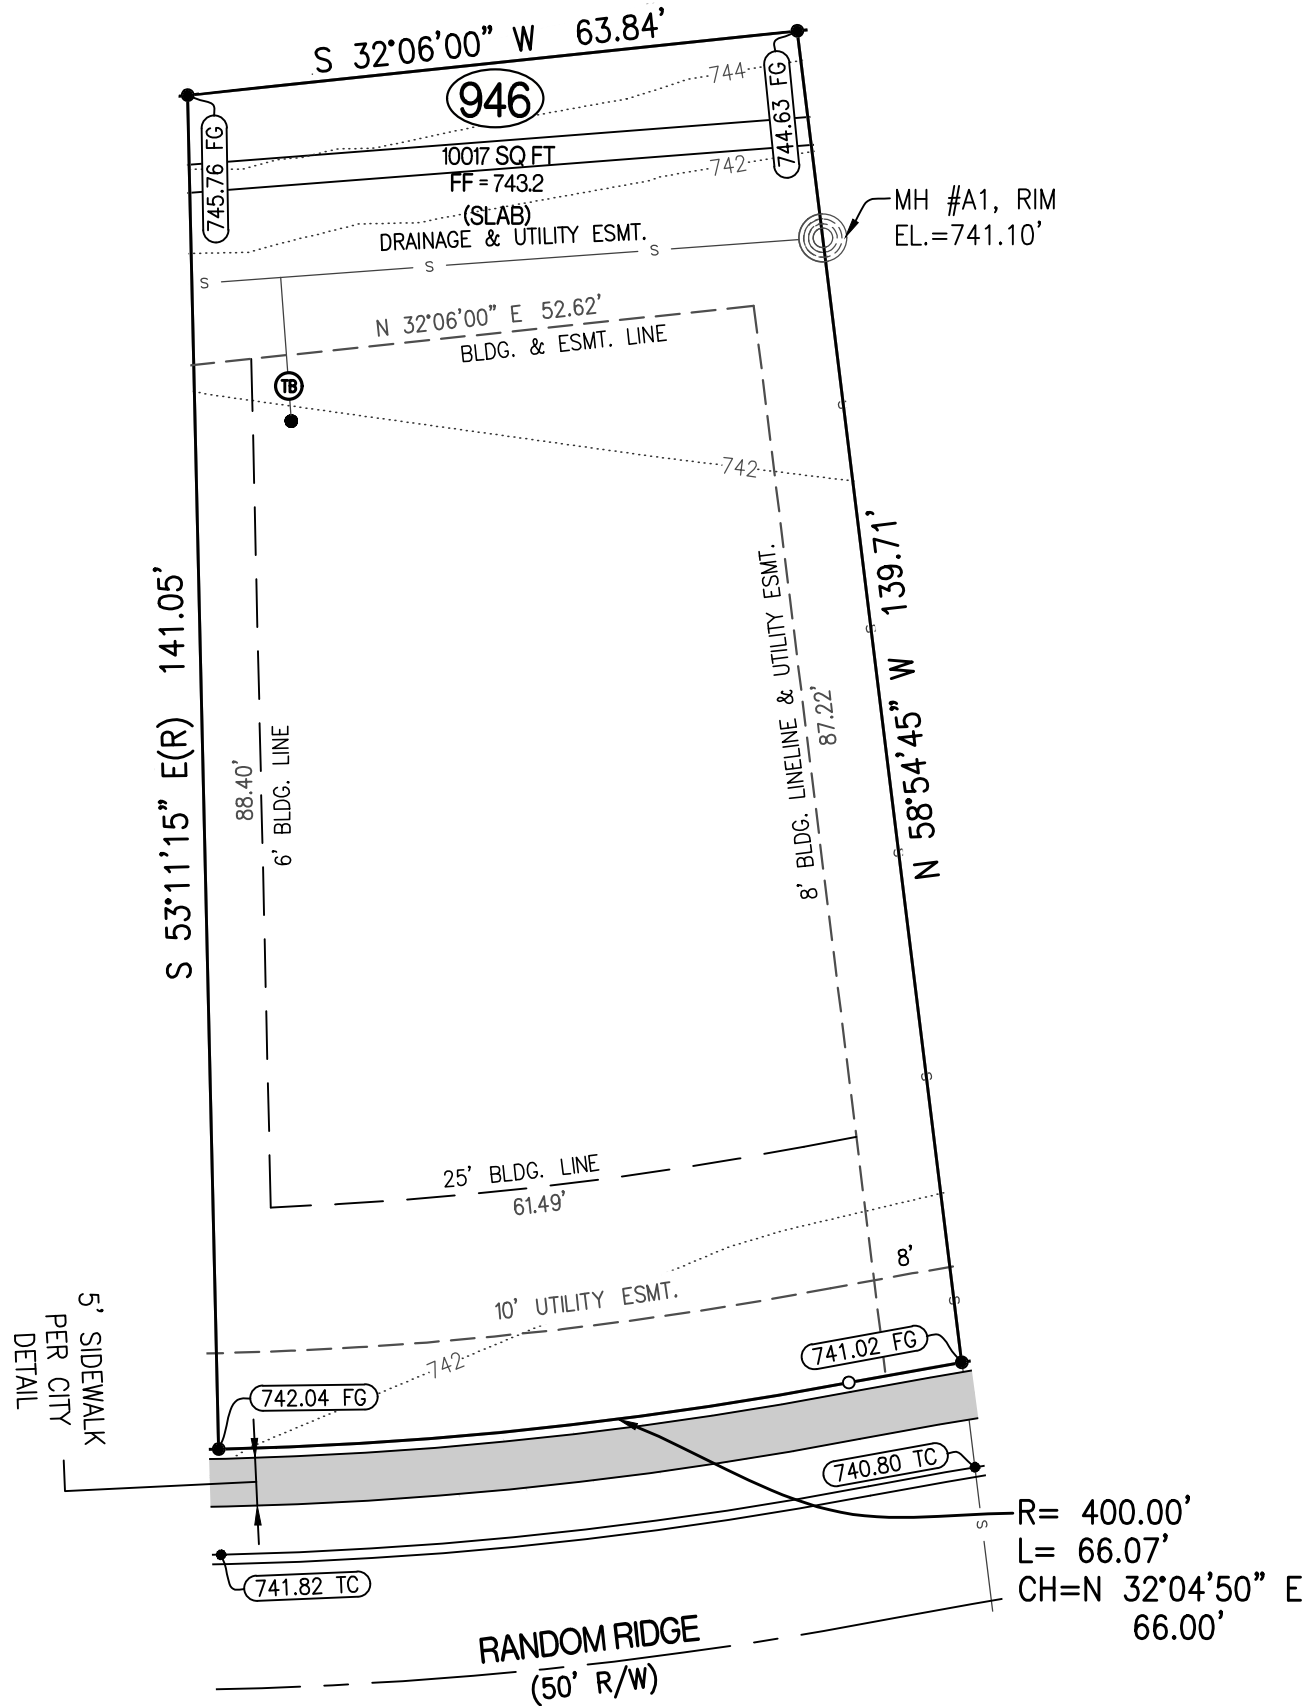 S 32°06'00" W 63.84'
946
744
745.76 FG
744.63 FG
10017 SQ FT
FF = 743.2
(SLAB)
742
DRAINAGE & UTILITY ESMT.
MH #A1, RIM
EL.=741.10'
S
S
S
N 32°06'00" E 52.62'
BLDG. & ESMT. LINE
TB
S
742
S 53°11'15" E(R) 141.05'
88.40'
6' BLDG. LINE
8' BLDG. LINELINE & UTILITY ESMT.
87.22'
N 58°54'45" W 139.71'
S
S
S
25' BLDG. LINE
61.49'
8'
10' UTILITY ESMT.
S
742
741.02 FG
742.04 FG
5' SIDEWALK
PER CITY
DETAIL
740.80 TC
741.82 TC
S
R= 400.00'
L= 66.07'
CH=N 32°04'50" E
66.00'
RANDOM RIDGE
(50' R/W)